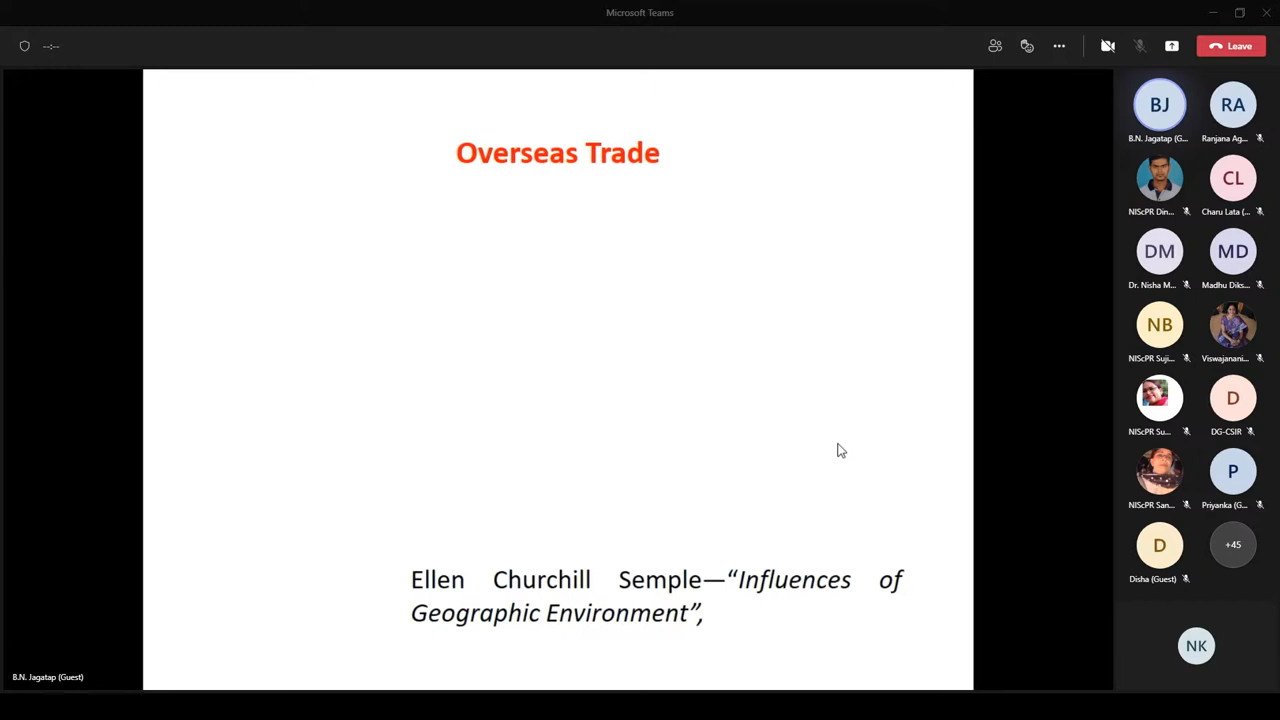 Microsoft Teams
--:--
Leave
Overseas Trade
Ellen Churchill Semple—“Influences of
Geographic Environment”,
B.N. Jagatap (Guest)
BJ
RA
B.N. Jagatap (G...
Ranjana Ag...
CL
NIScPR Din...
Charu Lata (...
DM
MD
Dr. Nisha M...
Madhu Diks...
NB
NIScPR Suji...
Viswajanani...
D
NIScPR Su...
DG-CSIR
P
NIScPR San...
Priyanka (G...
D
+45
Disha (Guest)
NK